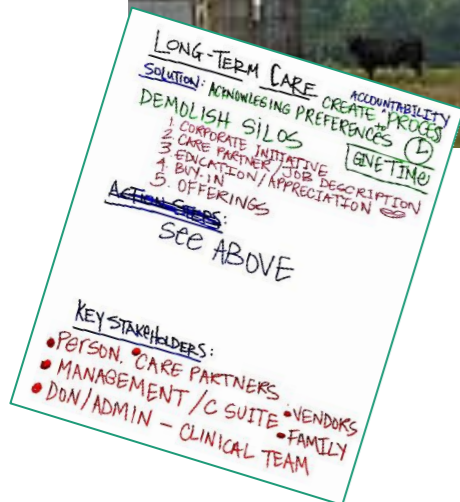 LONG-TERM CARE
ACCOUNTABILITY
SOLUTION: ACKNOWLEGING PREFERENCES CREATE PROCESS
DEMOLISH SILOS
GIVE TIME
1. CORPORATE INITIATIVE
2. CARE PARTNER/JOB DESCRIPTION
3. EDUCATION/APPRECIATION
4. BUY-IN
5. OFFERINGS
ACTION STEPS:
See ABOVE
KEY STAKeHOLDERS:
• PeRSON. • CARE PARTNERS • VENDORS
• MANAGEMENT/C SUITE • FAMILY
• DON/ADMIN - CLINICAL TEAM